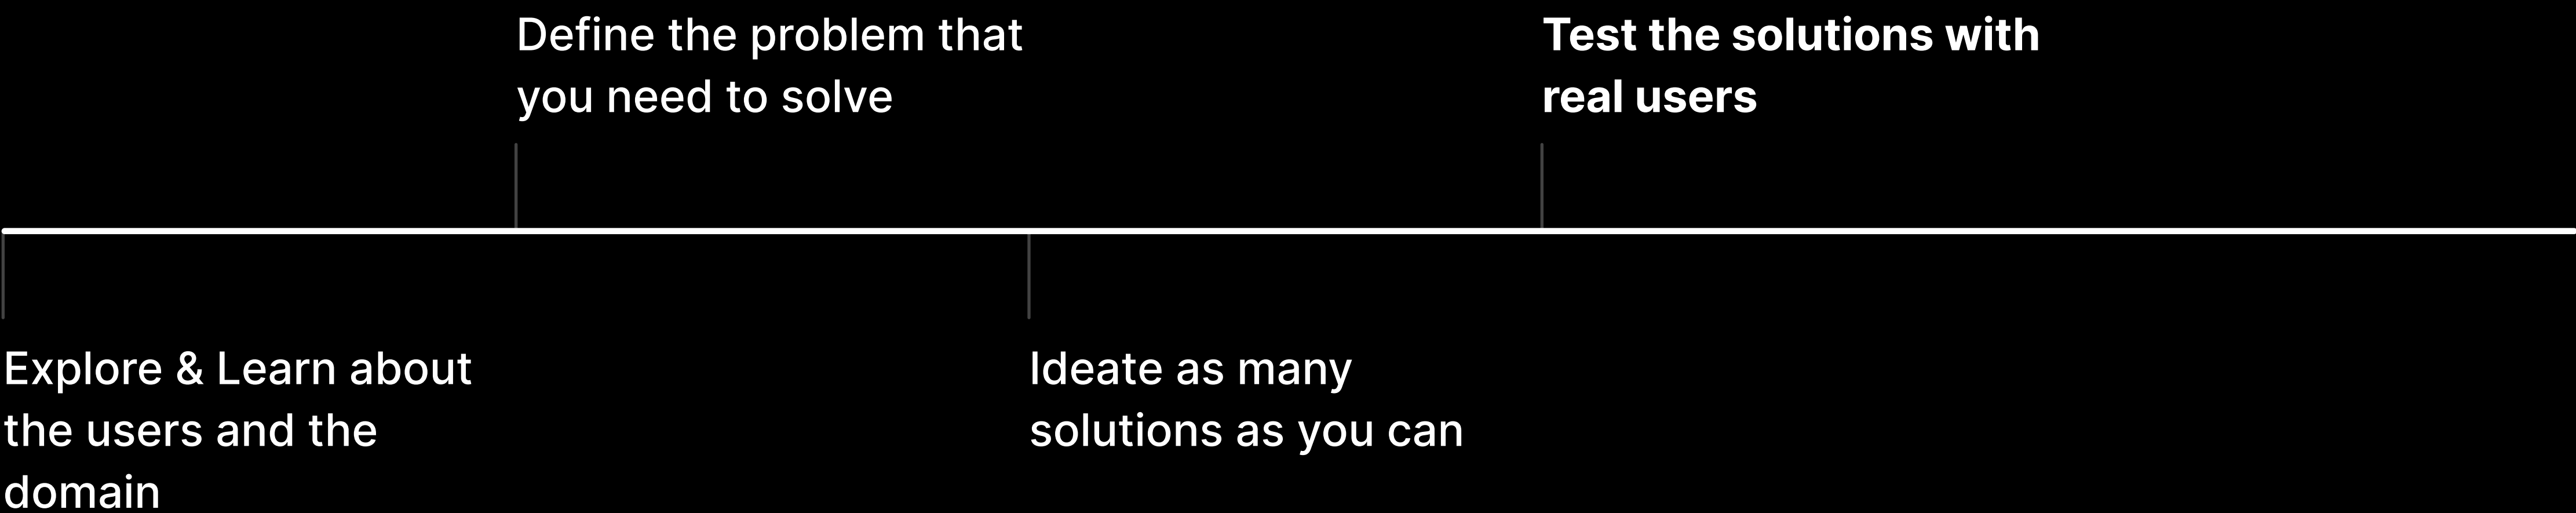 Define the problem that
you need to solve
Test the solutions with
real users
Explore & Learn about
the users and the
domain
Ideate as many
solutions as you can